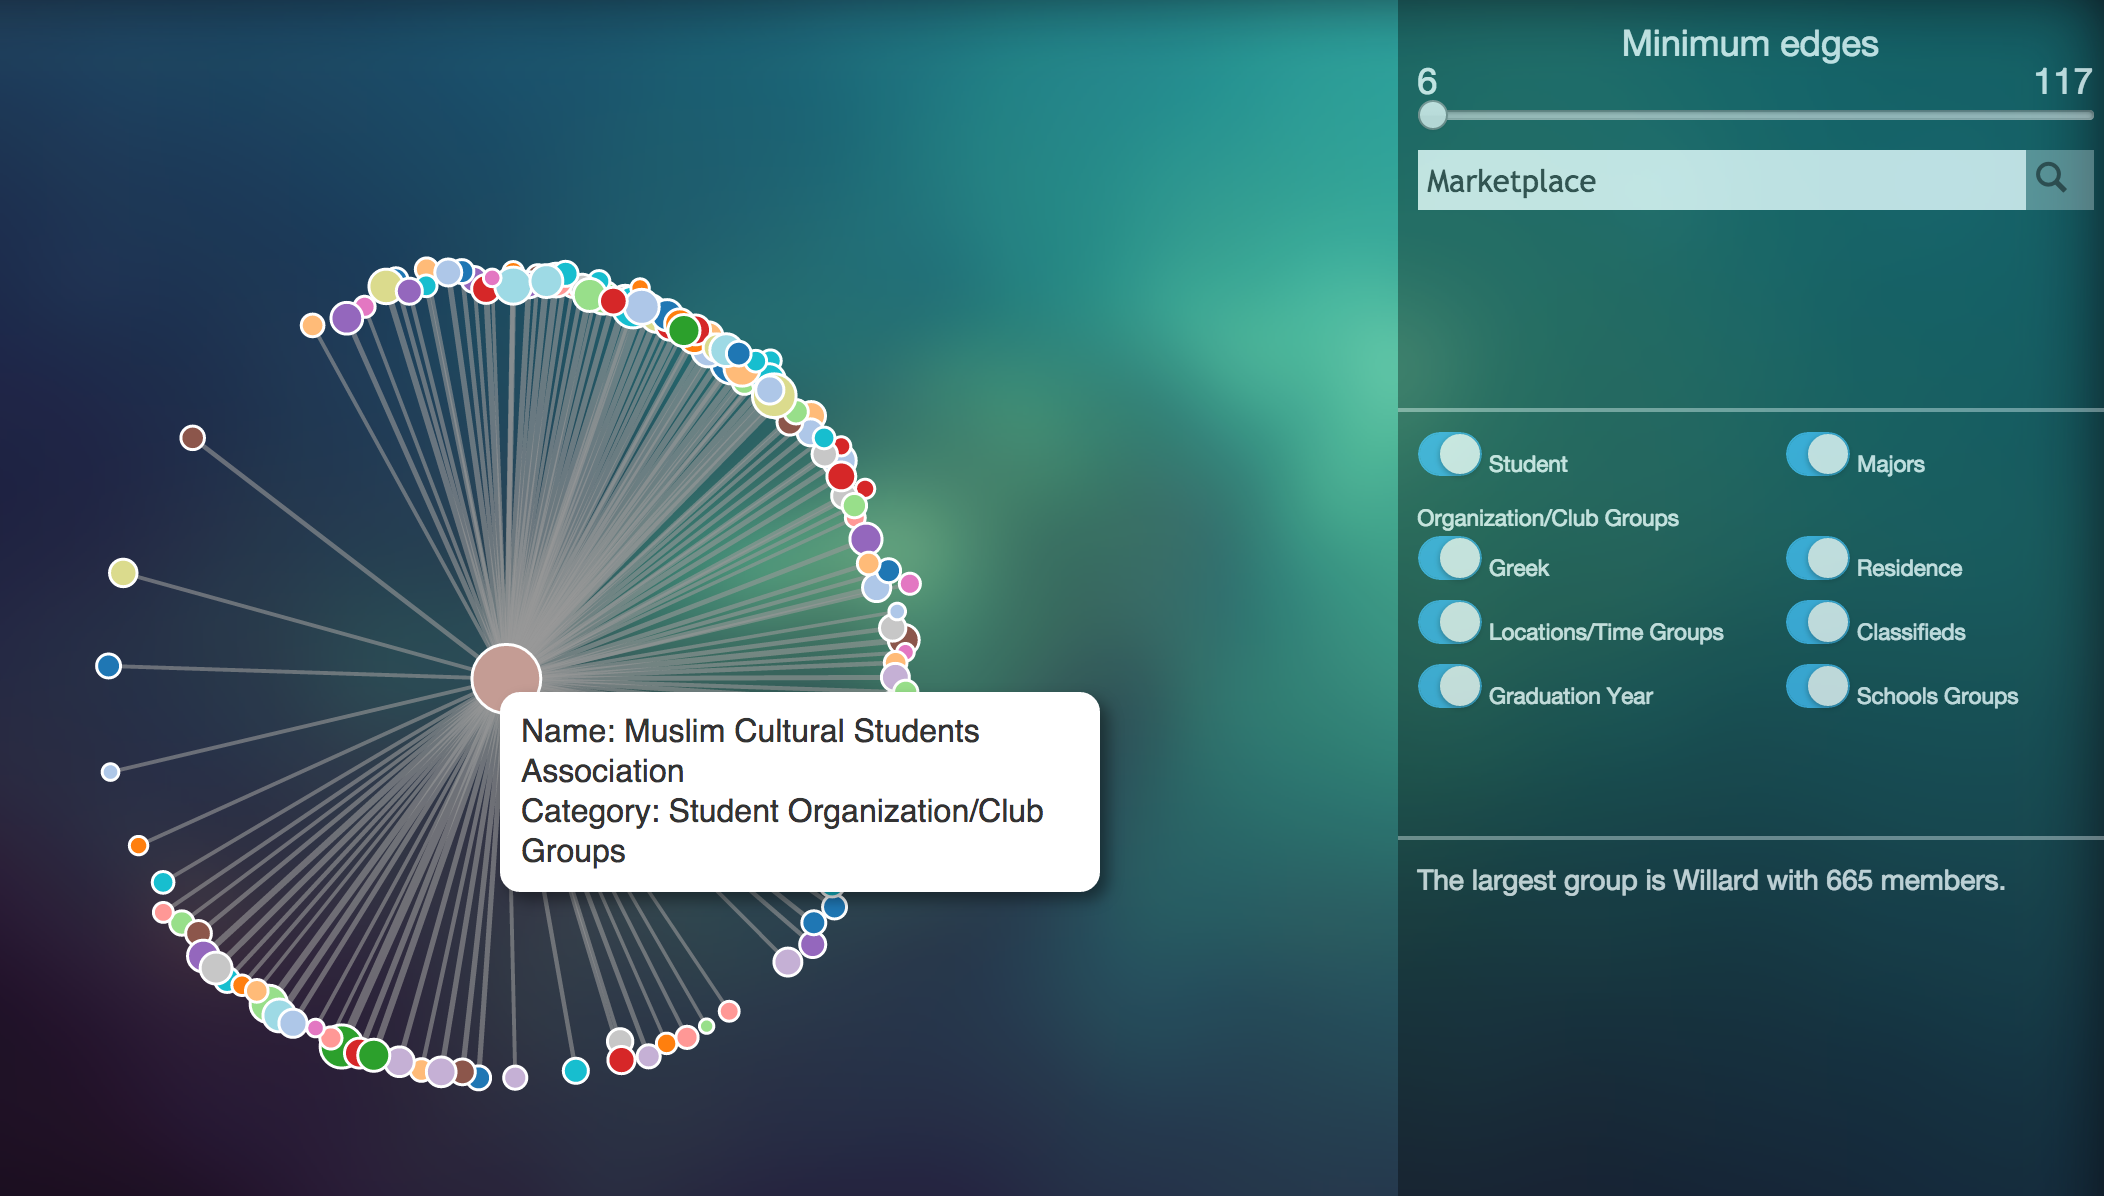 Minimum edges
6 117
Marketplace
Student Majors
Organization/Club Groups
Greek Residence
Locations/Time Groups Classifieds
Graduation Year Schools Groups
Name: Muslim Cultural Students
Association
Category: Student Organization/Club
Groups
The largest group is Willard with 665 members.